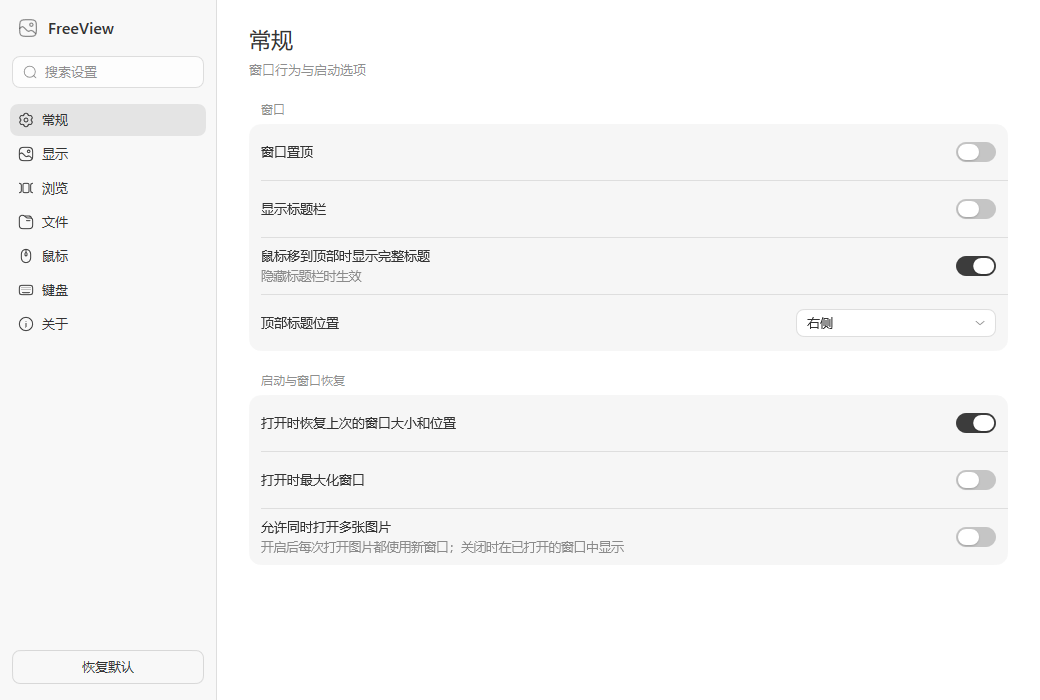 FreeView
搜索设置
常规
显示
浏览
文件
鼠标
键盘
关于
恢复默认
常规
窗口行为与启动选项
窗口
窗口置顶
显示标题栏
鼠标移到顶部时显示完整标题
隐藏标题栏时生效
顶部标题位置
右侧
启动与窗口恢复
打开时恢复上次的窗口大小和位置
打开时最大化窗口
允许同时打开多张图片
开启后每次打开图片都使用新窗口；关闭时在已打开的窗口中显示